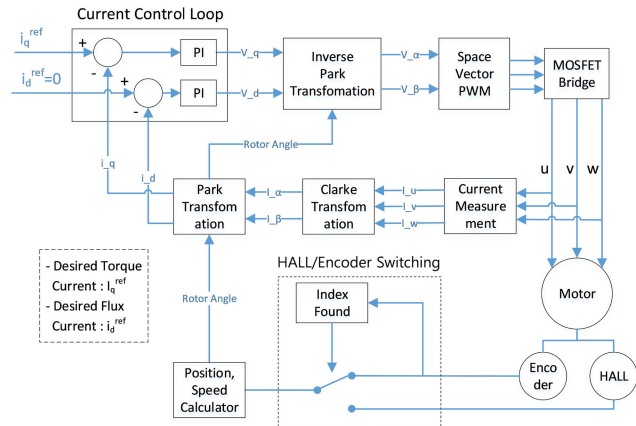 Current Control Loop
i_q^ref
+
-
PI
V_q
i_d^ref=0
+
-
PI
V_d
Inverse
Park
Transfomation
V_α
V_β
Space
Vector
PWM
MOSFET
Bridge
u
v
w
Rotor Angle
i_q
i_d
Park
Transfom
ation
I_α
I_β
Clarke
Transfom
ation
I_u
I_v
I_w
Current
Measure
ment
- Desired Torque
Current : I_q^ref
- Desired Flux
Current : i_d^ref
Rotor Angle
HALL/Encoder Switching
Index
Found
Motor
Position,
Speed
Calculator
Enco
der
HALL